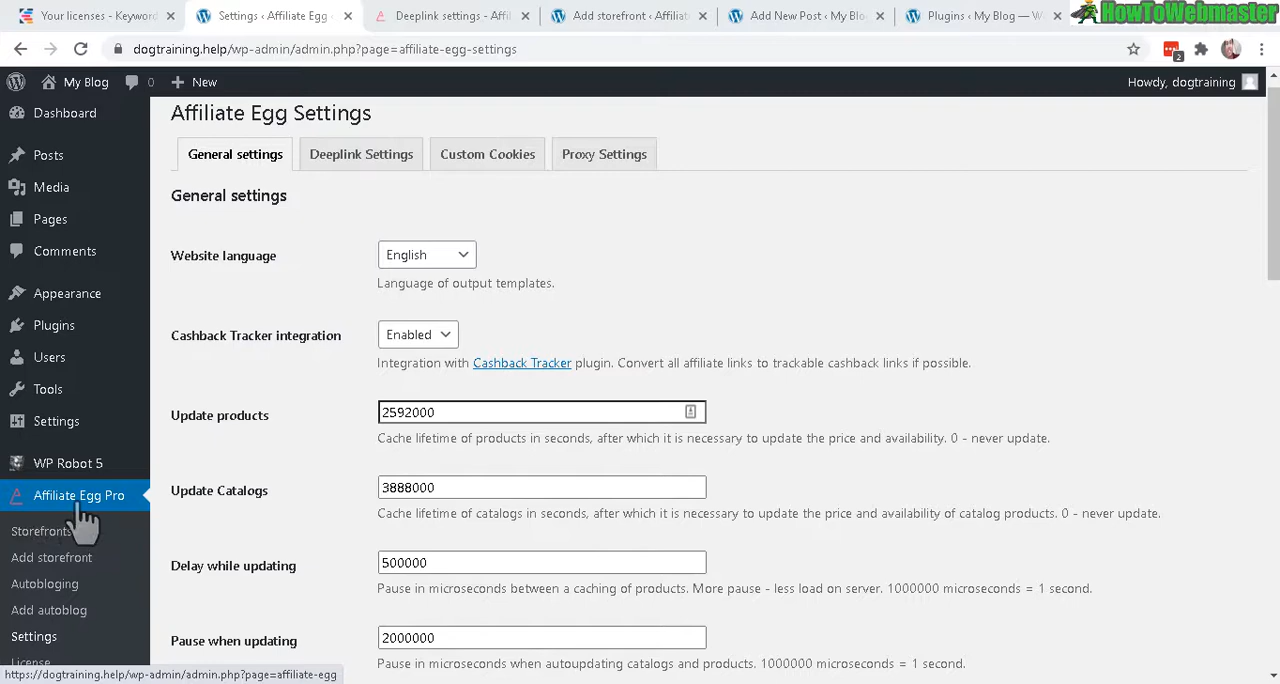 Your licenses - Keyword
Settings ‹ Affiliate Egg
Deeplink settings - Affil
Add storefront ‹ Affiliate
Add New Post ‹ My Blo
Plugins ‹ My Blog — W
HowToWebmaster
dogtraining.help/wp-admin/admin.php?page=affiliate-egg-settings
2
My Blog
0
New
Howdy, dogtraining
Dashboard
Posts
Media
Pages
Comments
Appearance
Plugins
Users
Tools
Settings
WP Robot 5
Affiliate Egg Pro
Storefronts
Add storefront
Autobloging
Add autoblog
Settings
License
Affiliate Egg Settings
General settings
Deeplink Settings
Custom Cookies
Proxy Settings
General settings
Website language
English
Language of output templates.
Cashback Tracker integration
Enabled
Integration with Cashback Tracker plugin. Convert all affiliate links to trackable cashback links if possible.
Update products
2592000
Cache lifetime of products in seconds, after which it is necessary to update the price and availability. 0 - never update.
Update Catalogs
3888000
Cache lifetime of catalogs in seconds, after which it is necessary to update the price and availability of catalog products. 0 - never update.
Delay while updating
500000
Pause in microseconds between a caching of products. More pause - less load on server. 1000000 microseconds = 1 second.
Pause when updating
2000000
Pause in microseconds when autoupdating catalogs and products. 1000000 microseconds = 1 second.
https://dogtraining.help/wp-admin/admin.php?page=affiliate-egg